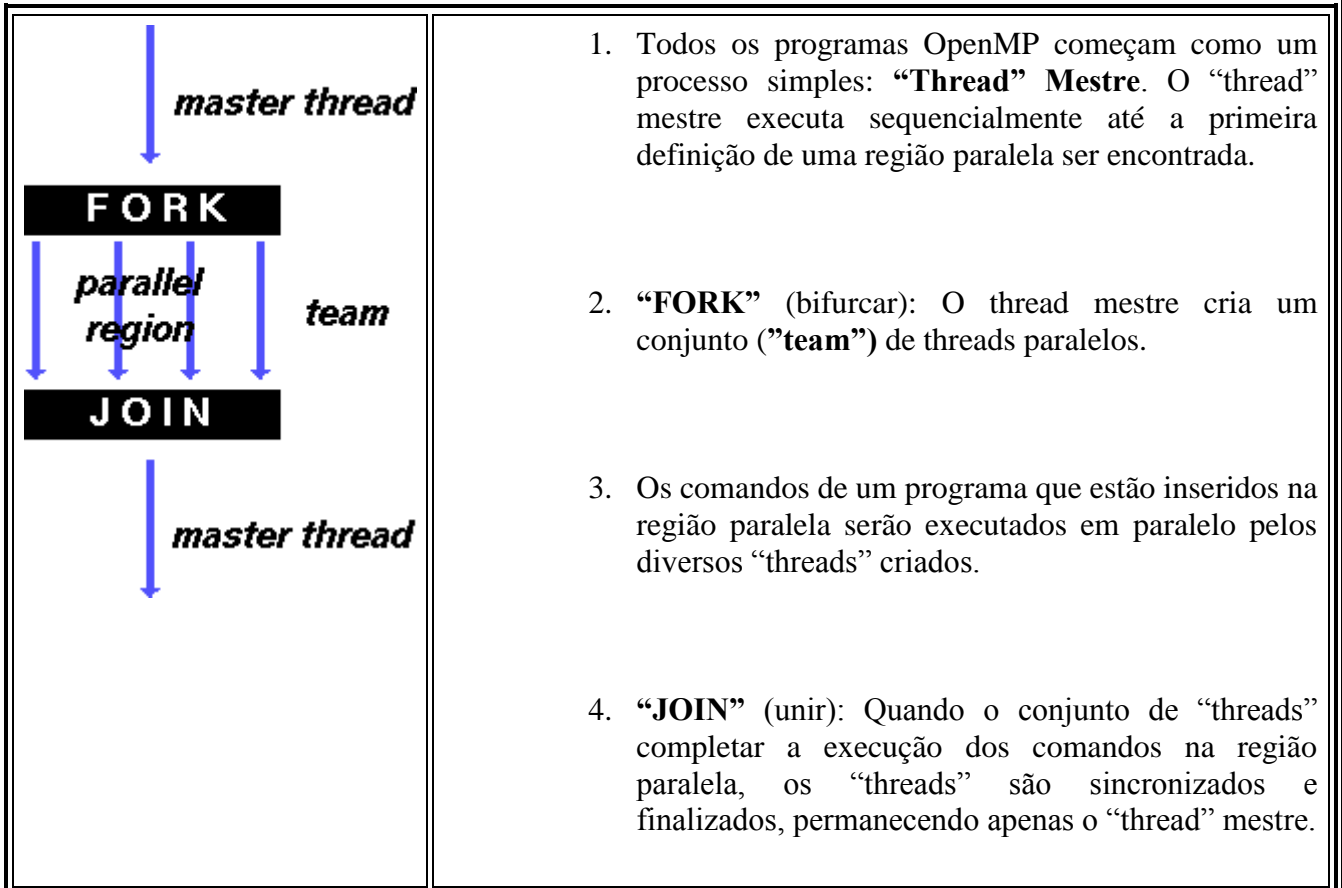 master thread
F O R K
parallel
region
team
J O I N
master thread
1. Todos os programas OpenMP começam como um
processo simples: “Thread” Mestre. O “thread”
mestre executa sequencialmente até a primeira
definição de uma região paralela ser encontrada.
2. “FORK” (bifurcar): O thread mestre cria um
conjunto (”team”) de threads paralelos.
3. Os comandos de um programa que estão inseridos na
região paralela serão executados em paralelo pelos
diversos “threads” criados.
4. “JOIN” (unir): Quando o conjunto de “threads”
completar a execução dos comandos na região
paralela, os “threads” são sincronizados e
finalizados, permanecendo apenas o “thread” mestre.